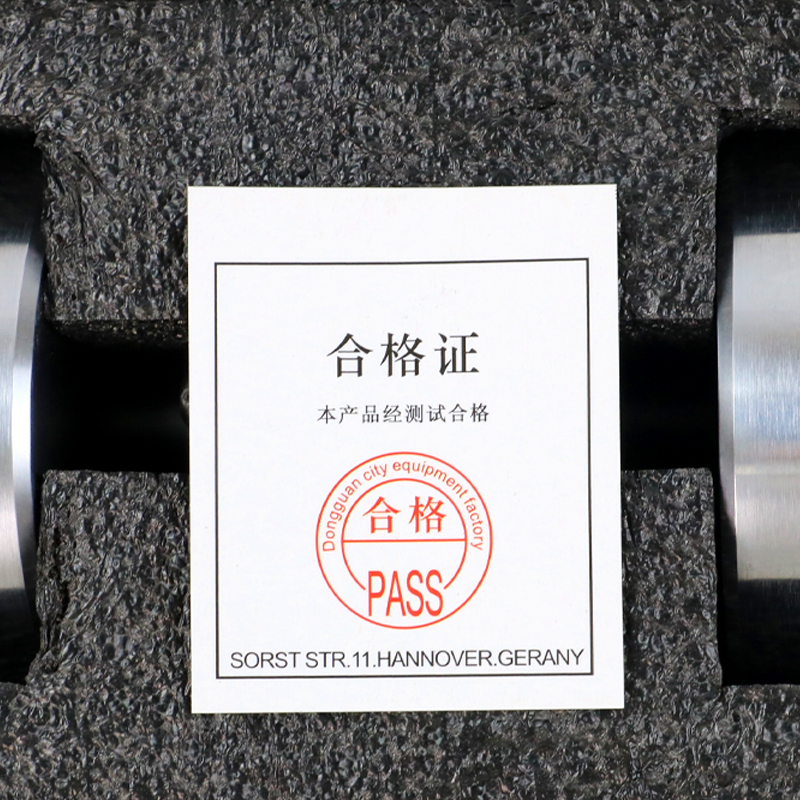 合格证
本产品经测试合格
Dongguan city equipment factory
合格
PASS
SORST STR.11.HANNOVER.GERANY